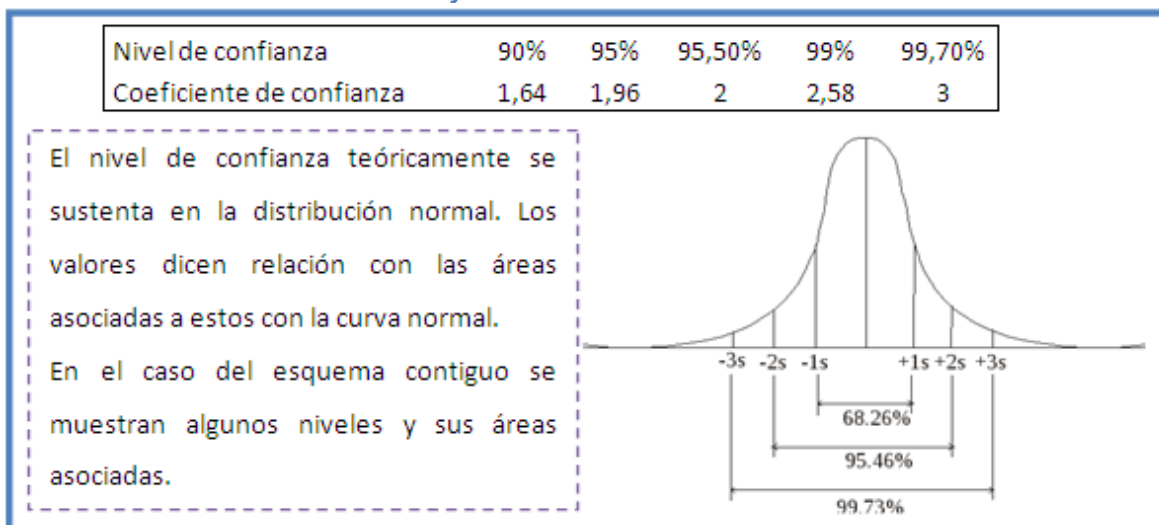 Nivel de confianza 90% 95% 95,50% 99% 99,70%
Coeficiente de confianza 1,64 1,96 2 2,58 3
El nivel de confianza teóricamente se
sustenta en la distribución normal. Los
valores dicen relación con las áreas
asociadas a estos con la curva normal.
En el caso del esquema contiguo se
muestran algunos niveles y sus áreas
asociadas.
-3s -2s -1s +1s +2s +3s
68.26%
95.46%
99.73%